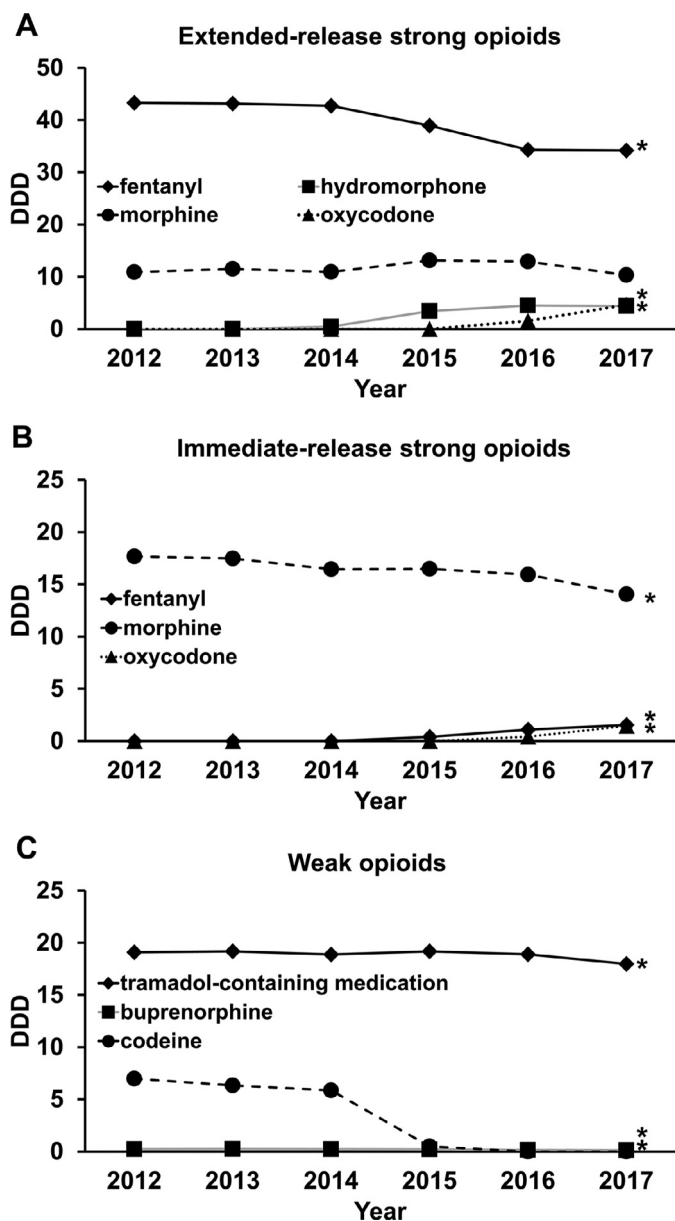 A
Extended-release strong opioids
50
40
30
20
10
0
DDD
fentanyl hydromorphone
morphine oxycodone
*
*
*
2012 2013 2014 2015 2016 2017
Year
B
Immediate-release strong opioids
25
20
15
10
5
0
DDD
fentanyl
morphine
oxycodone
*
*
*
2012 2013 2014 2015 2016 2017
Year
C
Weak opioids
25
20
15
10
5
0
DDD
tramadol-containing medication
buprenorphine
codeine
*
*
*
2012 2013 2014 2015 2016 2017
Year